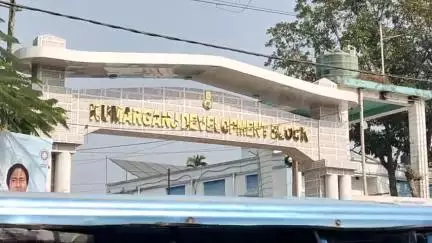 KUMARGANJ DEVELOPMENT BLOCK